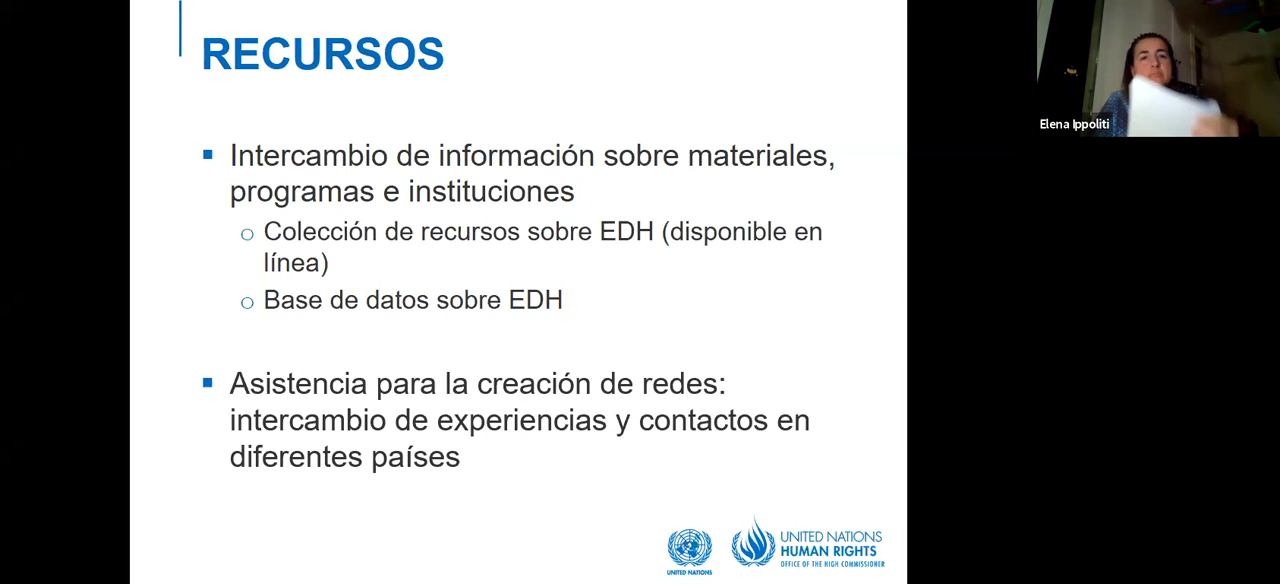 RECURSOS
Elena Ippoliti
Intercambio de información sobre materiales,
programas e instituciones
Colección de recursos sobre EDH (disponible en
línea)
Base de datos sobre EDH
Asistencia para la creación de redes:
intercambio de experiencias y contactos en
diferentes países
UNITED NATIONS
UNITED NATIONS
HUMAN RIGHTS
OFFICE OF THE HIGH COMMISSIONER